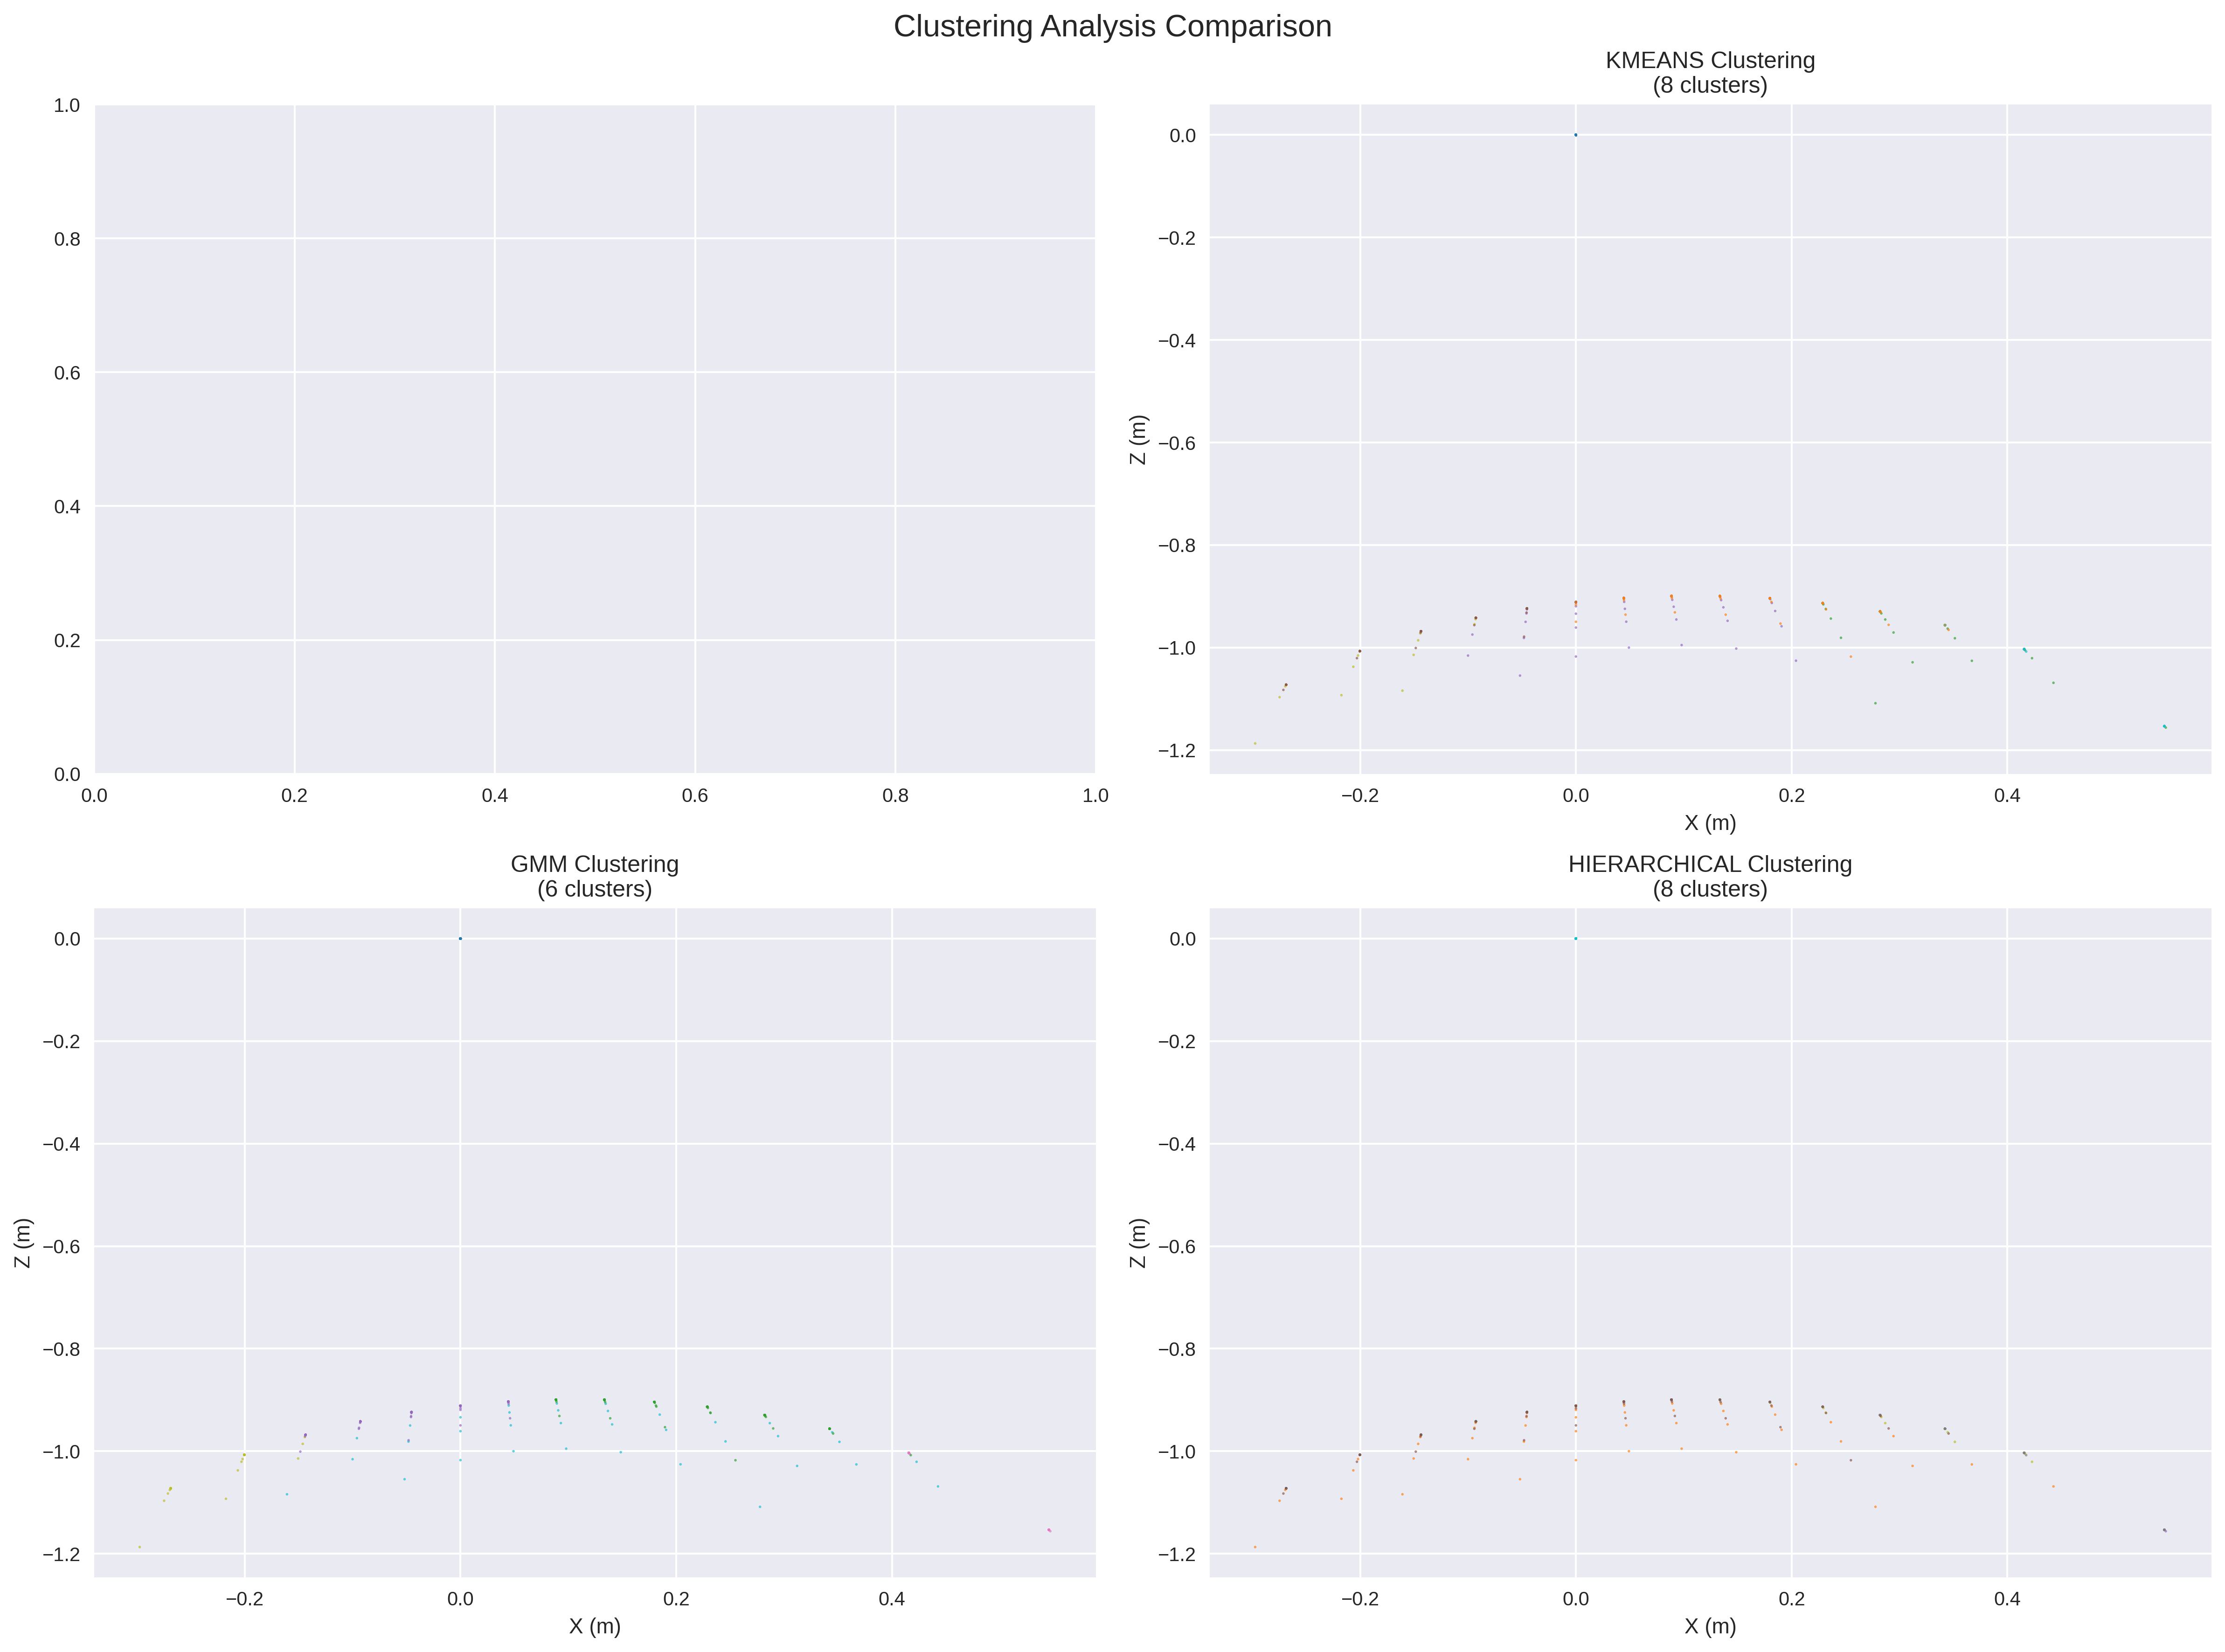 Clustering Analysis Comparison
1.0
0.8
0.6
0.4
0.2
0.0
0.0 0.2 0.4 0.6 0.8 1.0
KMEANS Clustering
(8 clusters)
0.0
−0.2
−0.4
−0.6
−0.8
−1.0
−1.2
Z (m)
−0.2 0.0 0.2 0.4
X (m)
GMM Clustering
(6 clusters)
0.0
−0.2
−0.4
−0.6
−0.8
−1.0
−1.2
Z (m)
−0.2 0.0 0.2 0.4
X (m)
HIERARCHICAL Clustering
(8 clusters)
0.0
−0.2
−0.4
−0.6
−0.8
−1.0
−1.2
Z (m)
−0.2 0.0 0.2 0.4
X (m)